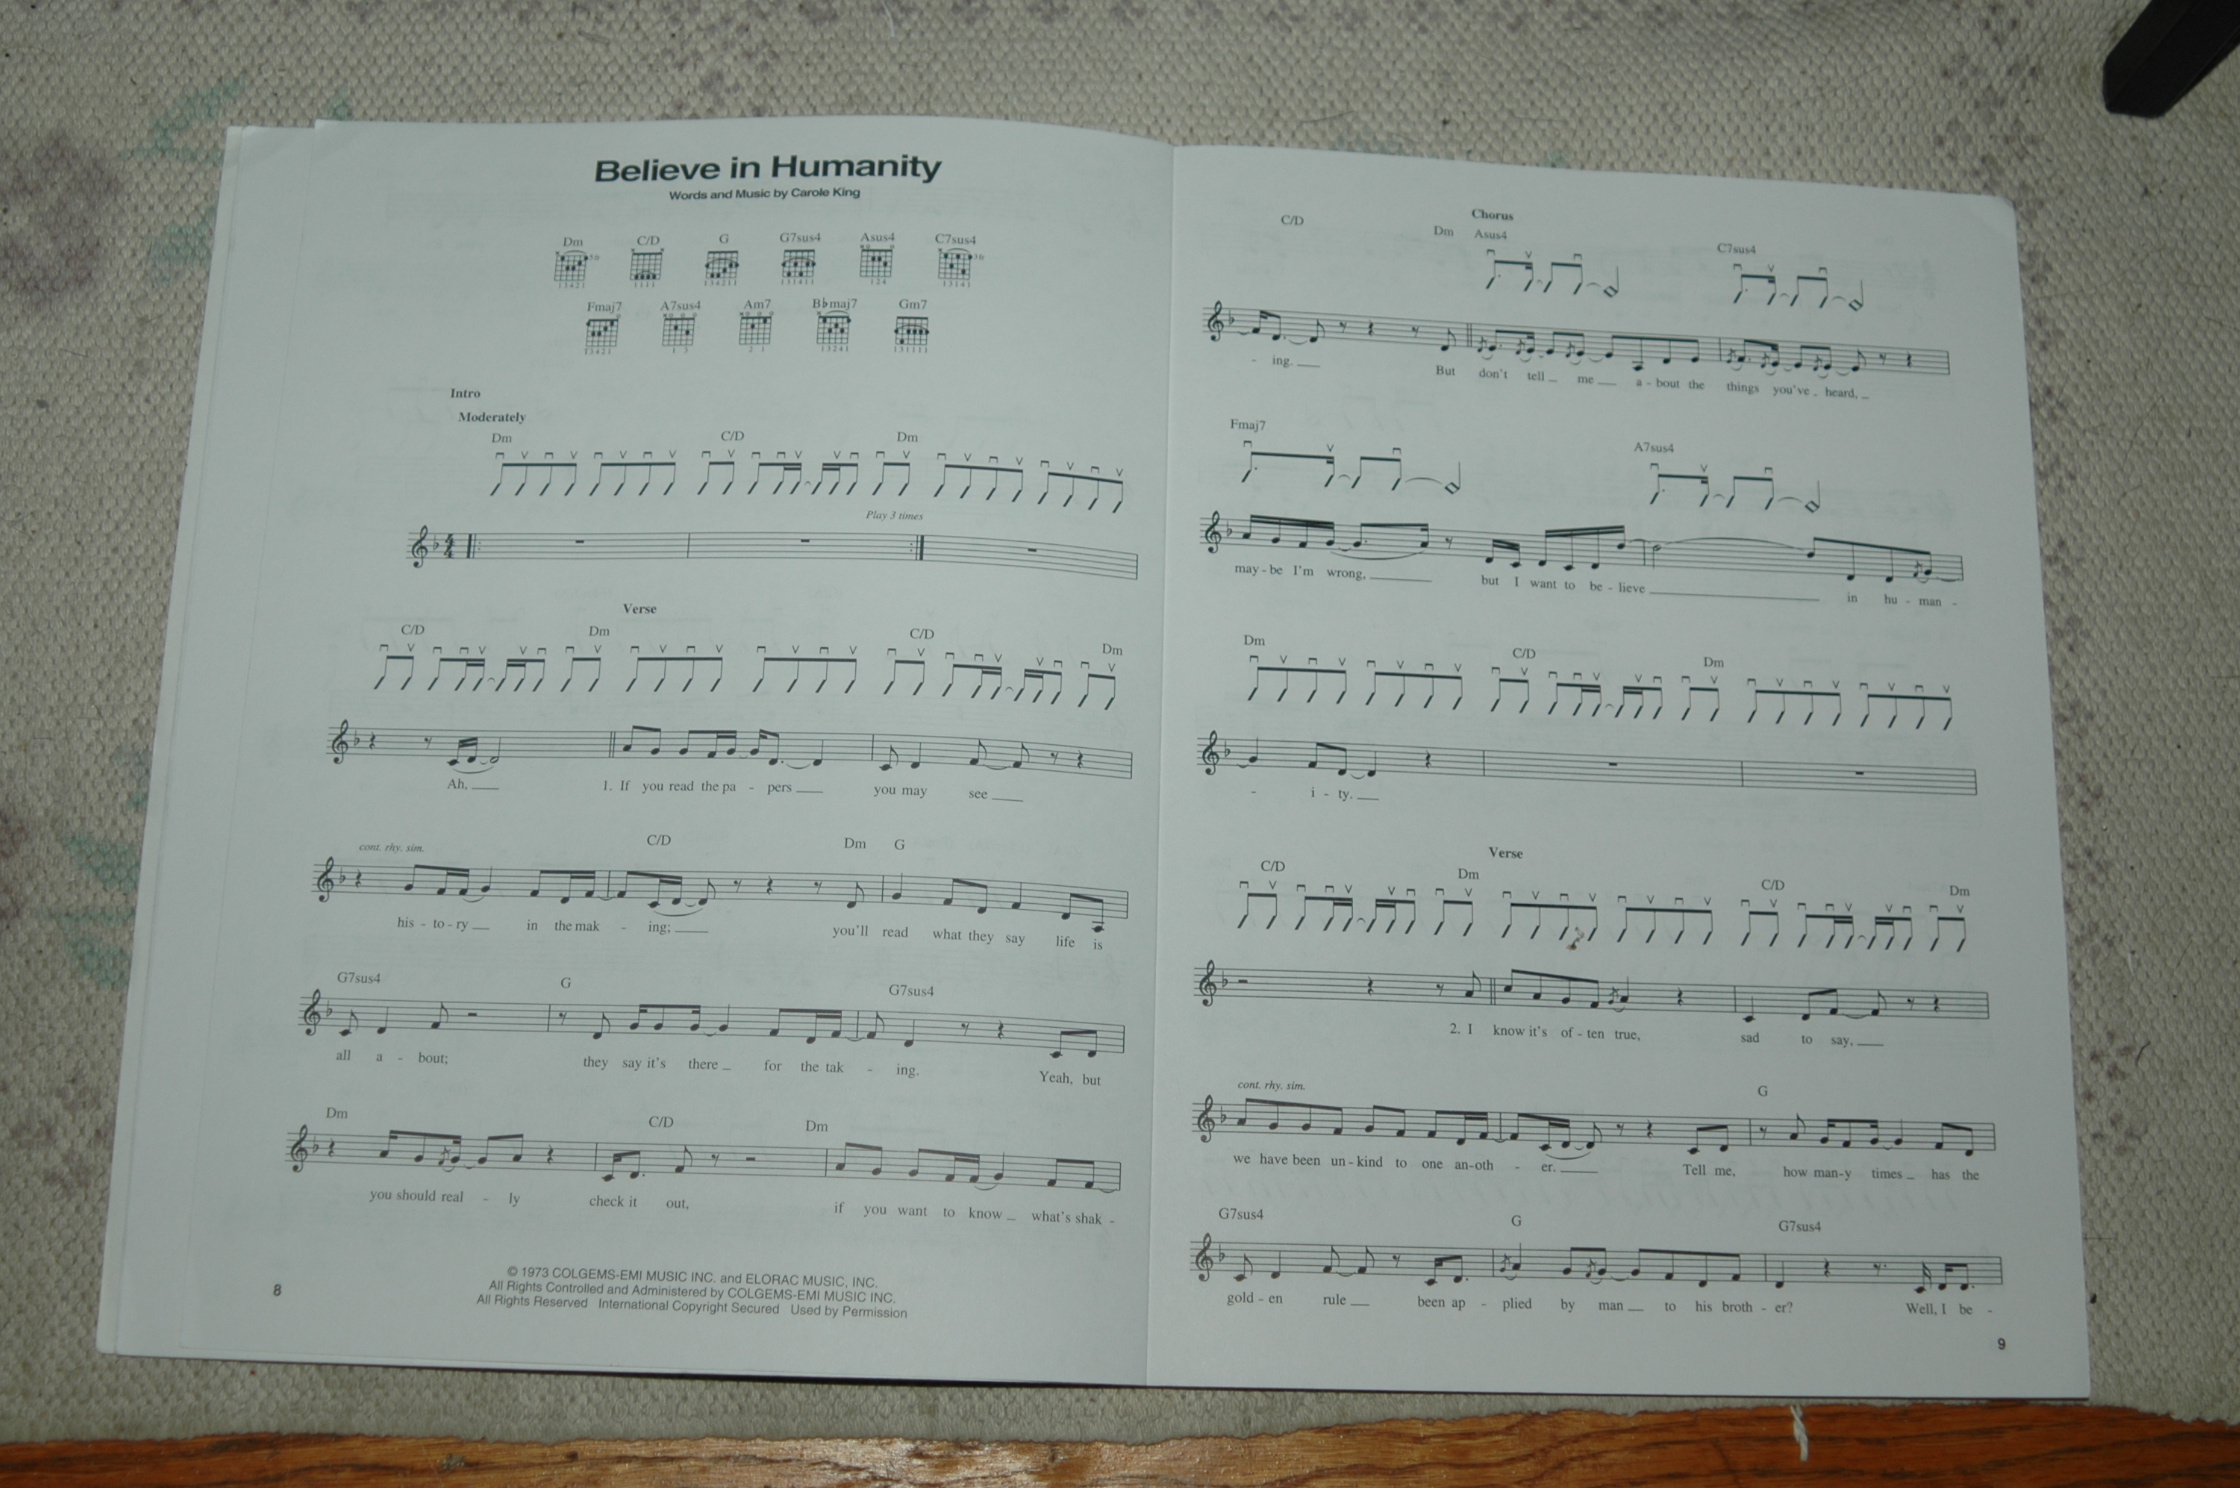 Believe in Humanity
Words and Music by Carole King
Dm C/D G G7sus4 Asus4 C7sus4
Fmaj7 A7sus4 Am7 B♭maj7 Gm7
Intro
Moderately
Dm C/D Dm
Play 3 times
Verse
C/D Dm C/D Dm
Ah, 1. If you read the pa - pers you may see
cont. rhy. sim. C/D Dm G
his - to - ry in the mak - ing; you'll read what they say life is
G7sus4 G G7sus4
all a - bout; they say it's there for the tak - ing. Yeah, but
Dm C/D Dm
you should real - ly check it out, if you want to know what's shak -
© 1973 COLGEMS-EMI MUSIC INC. and ELORAC MUSIC, INC.
All Rights Controlled and Administered by COLGEMS-EMI MUSIC INC.
All Rights Reserved International Copyright Secured Used by Permission
8
Chorus
C/D Dm Asus4 C7sus4
- ing. But don't tell me a - bout the things you've heard,
Fmaj7 A7sus4
may - be I'm wrong, but I want to be - lieve in hu - man -
Dm C/D Dm
- i - ty.
Verse
C/D Dm C/D Dm
2. I know it's of - ten true, sad to say,
cont. rhy. sim. G
we have been un - kind to one an-oth - er. Tell me, how man-y times has the
G7sus4 G G7sus4
gold - en rule been ap - plied by man to his broth - er? Well, I be -
9